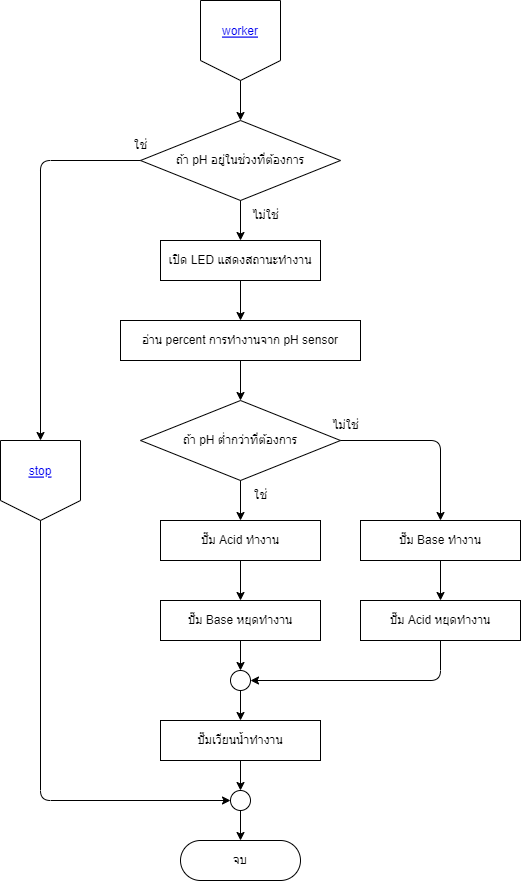 worker
ใช่
ถ้า pH อยู่ในช่วงที่ต้องการ
ไม่ใช่
เปิด LED แสดงสถานะทำงาน
อ่าน percent การทำงานจาก pH sensor
ถ้า pH ต่ำกว่าที่ต้องการ
ไม่ใช่
stop
ใช่
ปั๊ม Acid ทำงาน
ปั๊ม Base ทำงาน
ปั๊ม Base หยุดทำงาน
ปั๊ม Acid หยุดทำงาน
ปั๊มเวียนน้ำทำงาน
จบ